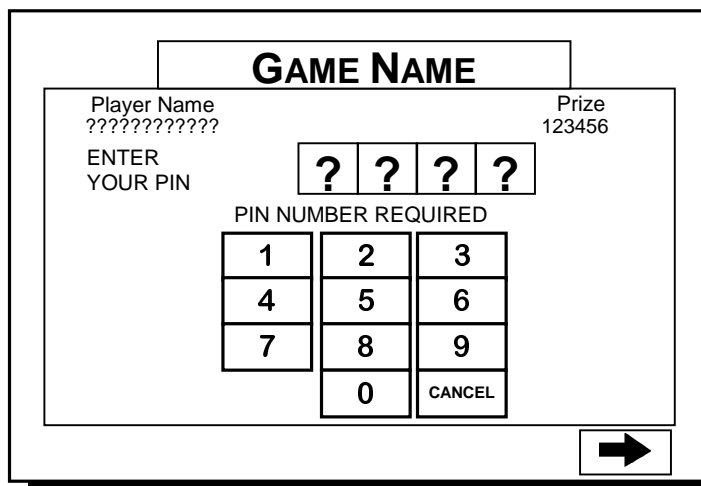 GAME NAME
Player Name
????????????
Prize
123456
ENTER
YOUR PIN
? ? ? ?
PIN NUMBER REQUIRED
1 2 3
4 5 6
7 8 9
0 CANCEL